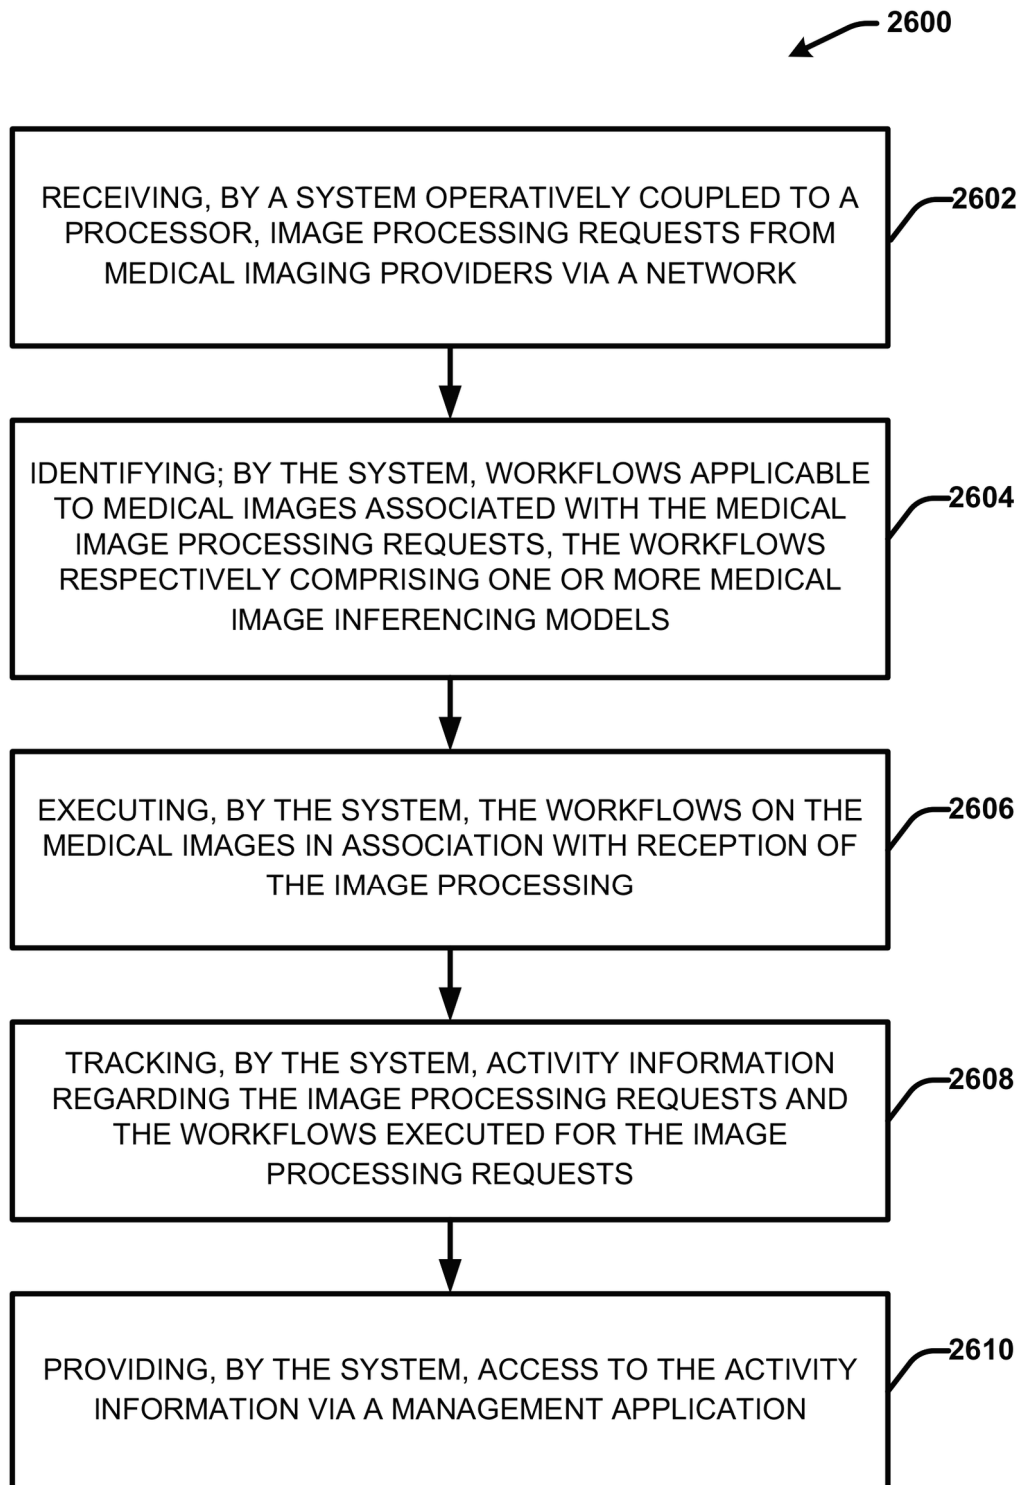 2600
RECEIVING, BY A SYSTEM OPERATIVELY COUPLED TO A
PROCESSOR, IMAGE PROCESSING REQUESTS FROM
MEDICAL IMAGING PROVIDERS VIA A NETWORK
2602
IDENTIFYING; BY THE SYSTEM, WORKFLOWS APPLICABLE
TO MEDICAL IMAGES ASSOCIATED WITH THE MEDICAL
IMAGE PROCESSING REQUESTS, THE WORKFLOWS
RESPECTIVELY COMPRISING ONE OR MORE MEDICAL
IMAGE INFERENCING MODELS
2604
EXECUTING, BY THE SYSTEM, THE WORKFLOWS ON THE
MEDICAL IMAGES IN ASSOCIATION WITH RECEPTION OF
THE IMAGE PROCESSING
2606
TRACKING, BY THE SYSTEM, ACTIVITY INFORMATION
REGARDING THE IMAGE PROCESSING REQUESTS AND
THE WORKFLOWS EXECUTED FOR THE IMAGE
PROCESSING REQUESTS
2608
PROVIDING, BY THE SYSTEM, ACCESS TO THE ACTIVITY
INFORMATION VIA A MANAGEMENT APPLICATION
2610